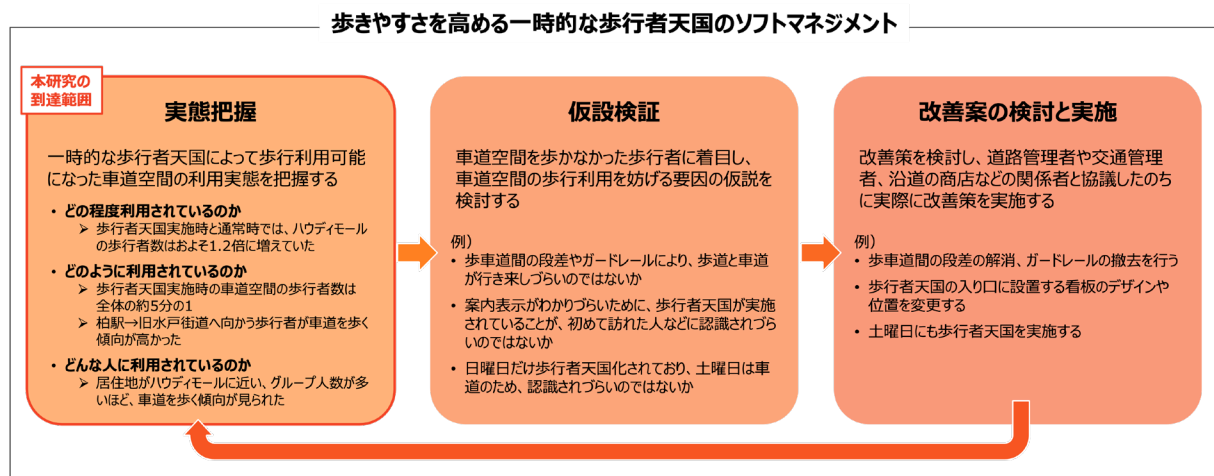 歩きやすさを高める一時的な歩行者天国のソフトマネジメント
本研究の
到達範囲
実態把握
一時的な歩行者天国によって歩行利用可能
になった車道空間の利用実態を把握する
• どの程度利用されているのか
➢ 歩行者天国実施時と通常時では、ハウディモール
の歩行者数はおよそ1.2倍に増えていた
• どのように利用されているのか
➢ 歩行者天国実施時の車道空間の歩行者数は
全体の約5分の1
➢ 柏駅→旧水戸街道へ向かう歩行者が車道を歩く
傾向が高かった
• どんな人に利用されているのか
➢ 居住地がハウディモールに近い、グループ人数が多
いほど、車道を歩く傾向が見られた
仮設検証
車道空間を歩かなかった歩行者に着目し、
車道空間の歩行利用を妨げる要因の仮説を
検討する
例）
• 歩車道間の段差やガードレールにより、歩道と車道
が行き来しづらいのではないか
• 案内表示がわかりづらいために、歩行者天国が実施
されていることが、初めて訪れた人などに認識されづら
いのではないか
• 日曜日だけ歩行者天国化されており、土曜日は車
道のため、認識されづらいのではないか
改善案の検討と実施
改善策を検討し、道路管理者や交通管理
者、沿道の商店などの関係者と協議したのち
に実際に改善策を実施する
例）
• 歩車道間の段差の解消、ガードレールの撤去を行う
• 歩行者天国の入り口に設置する看板のデザインや
位置を変更する
• 土曜日にも歩行者天国を実施する